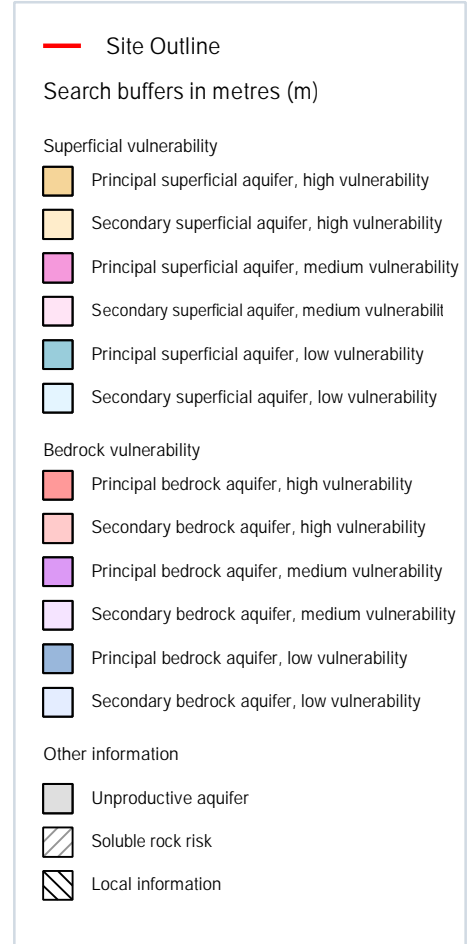 Site Outline
Search buffers in metres (m)
Superficial vulnerability
Principal superficial aquifer, high vulnerability
Secondary superficial aquifer, high vulnerability
Principal superficial aquifer, medium vulnerability
Secondary superficial aquifer, medium vulnerabilit
Principal superficial aquifer, low vulnerability
Secondary superficial aquifer, low vulnerability
Bedrock vulnerability
Principal bedrock aquifer, high vulnerability
Secondary bedrock aquifer, high vulnerability
Principal bedrock aquifer, medium vulnerability
Secondary bedrock aquifer, medium vulnerability
Principal bedrock aquifer, low vulnerability
Secondary bedrock aquifer, low vulnerability
Other information
Unproductive aquifer
Soluble rock risk
Local information